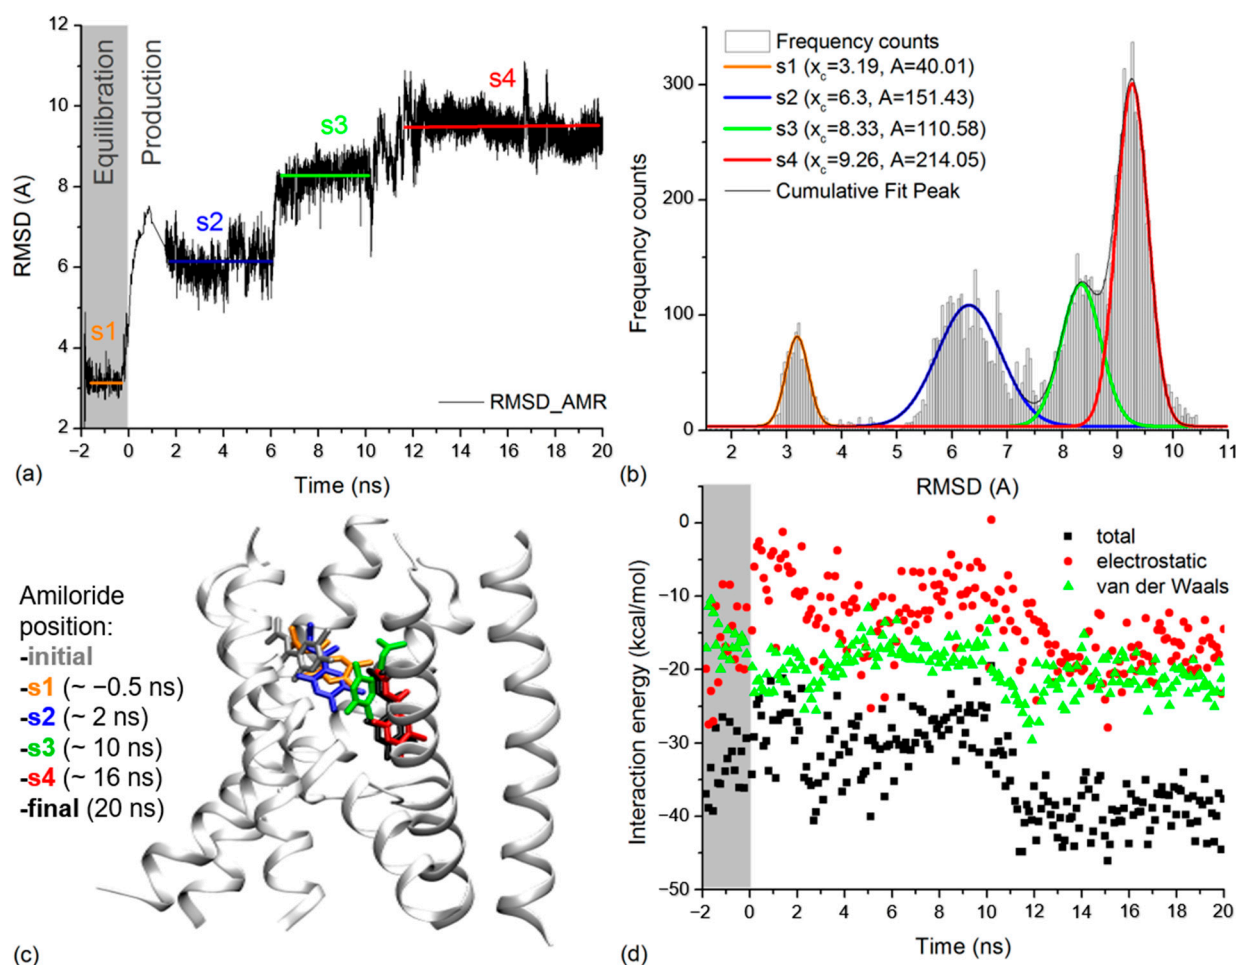 12
10
8
6
4
2
RMSD (A)
Equilibration
Production
s1
s2
s3
s4
RMSD_AMR
−2 0 2 4 6 8 10 12 14 16 18 20
(a)
Time (ns)
Frequency counts
s1 (xc=3.19, A=40.01)
s2 (xc=6.3, A=151.43)
s3 (xc=8.33, A=110.58)
s4 (xc=9.26, A=214.05)
Cumulative Fit Peak
300
200
100
0
Frequency counts
2 3 4 5 6 7 8 9 10 11
(b)
RMSD (A)
Amiloride
position:
-initial
-s1 (~ −0.5 ns)
-s2 (~ 2 ns)
-s3 (~ 10 ns)
-s4 (~ 16 ns)
-final (20 ns)
(c)
0
−10
−20
−30
−40
−50
Interaction energy (kcal/mol)
total
electrostatic
van der Waals
−2 0 2 4 6 8 10 12 14 16 18 20
(d)
Time (ns)